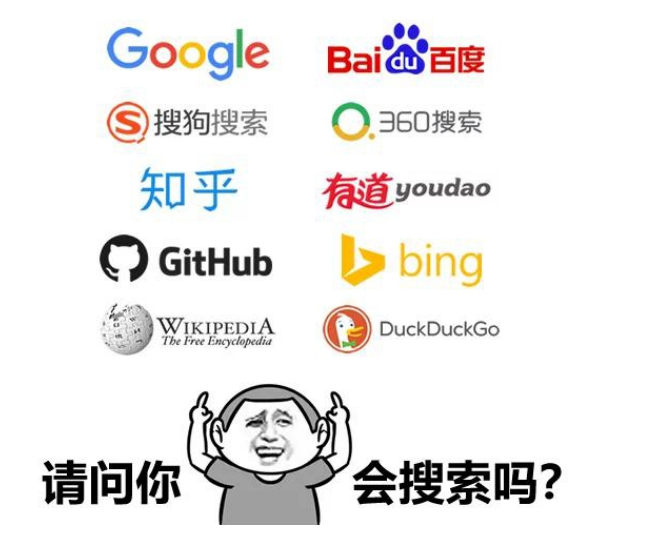 Google Baidu百度
S 搜狗搜索 360搜索
知乎 有道 youdao
GitHub bing
WIKIPEDIA DuckDuckGo
The Free Encyclopedia
请问你 会搜索吗?